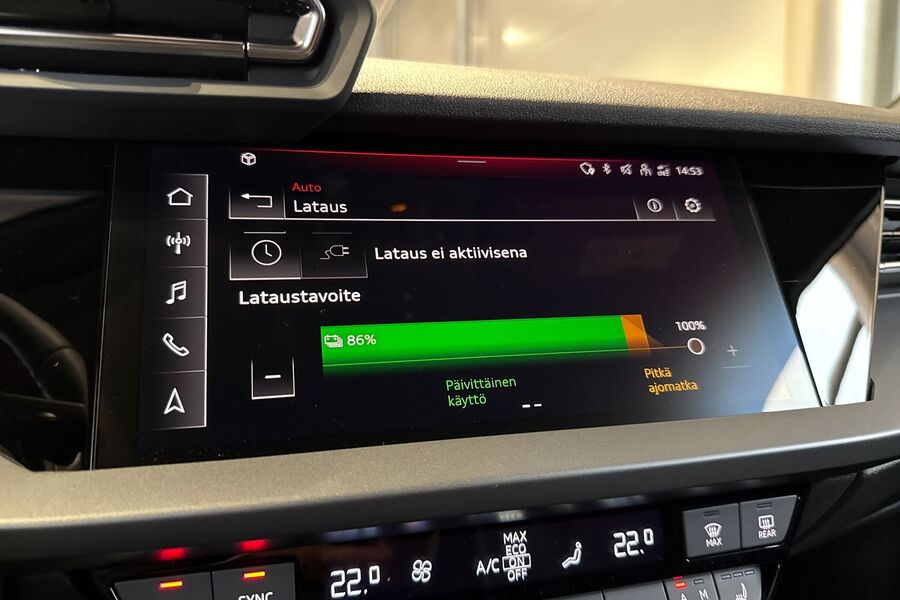 14:53
Auto
Lataus
Lataus ei aktiivisena
Lataustavoite
86%
100%
Päivittäinen
käyttö
Pitkä
ajomatka
MAX
ECO
A/C ON
OFF
22.0
22.0
MAX
REAR
SYNC
A M